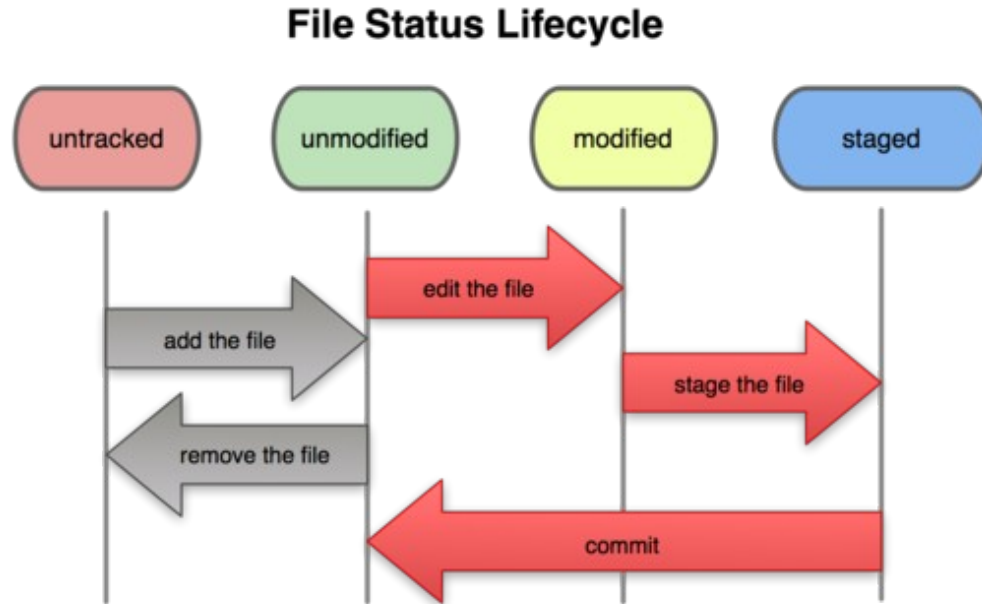 File Status Lifecycle
untracked
unmodified
modified
staged
edit the file
add the file
stage the file
remove the file
commit